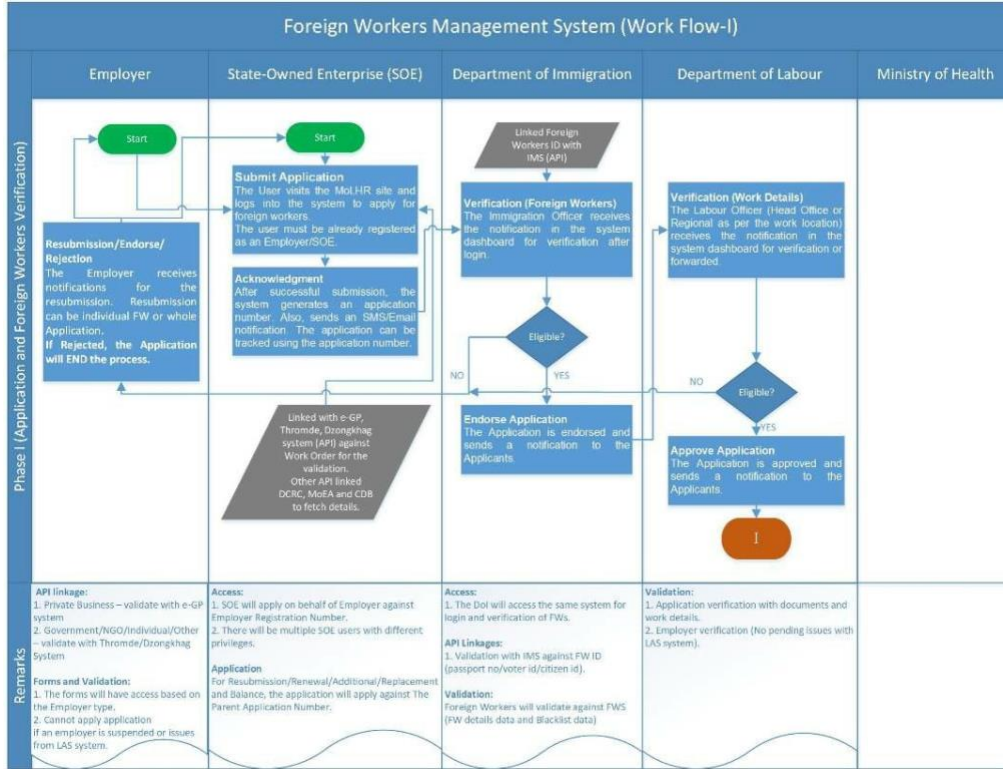 Foreign Workers Management System (Work Flow-I)
Employer
State-Owned Enterprise (SOE)
Department of Immigration
Department of Labour
Ministry of Health
Phase I (Application and Foreign Workers Verification)
Start
Resubmission/Endorse/
Rejection
The Employer receives
notifications for the
resubmission. Resubmission
can be individual FW or whole
Application.
If Rejected, the Application
will END the process.
Start
Submit Application
The User visits the MoLHR site and
logs into the system to apply for
foreign workers.
The user must be already registered
as an Employer/SOE.
Acknowledgment
After successful submission, the
system generates an application
number. Also, sends an SMS/Email
notification. The application can be
tracked using the application number.
Linked with e-GP,
Thromde, Dzongkhag
system (API) against
Work Order for the
validation.
Other API linked
DCRC, MoEA and CDB
to fetch details.
Linked Foreign
Workers ID with
IMS (API)
Verification (Foreign Workers)
The Immigration Officer receives
the notification in the system
dashboard for verification after
login.
Eligible?
NO
YES
Endorse Application
The Application is endorsed and
sends a notification to the
Applicants.
Verification (Work Details)
The Labour Officer (Head Office or
Regional as per the work location)
receives the notification in the
system dashboard for verification or
forwarded.
Eligible?
NO
YES
Approve Application
The Application is approved and
sends a notification to the
Applicants.
I
Remarks
API linkage:
1. Private Business – validate with e-GP
system
2. Government/NGO/Individual/Other
– validate with Thromde/Dzongkhag
System
Forms and Validation:
1. The forms will have access based on
the Employer type.
2. Cannot apply application
if an employer is suspended or issues
from LAS system.
Access:
1. SOE will apply on behalf of Employer against
Employer Registration Number.
2. There will be multiple SOE users with different
privileges.
Application
For Resubmission/Renewal/Additional/Replacement
and Balance, the application will apply against The
Parent Application Number.
Access:
1. The DoI will access the same system for
login and verification of FWs.
API Linkages:
1. Validation with IMS against FW ID
(passport no/voter id/citizen id).
Validation:
Foreign Workers will validate against FWS
(FW details data and Blacklist data)
Validation:
1. Application verification with documents and
work details.
2. Employer verification (No pending issues with
LAS system).